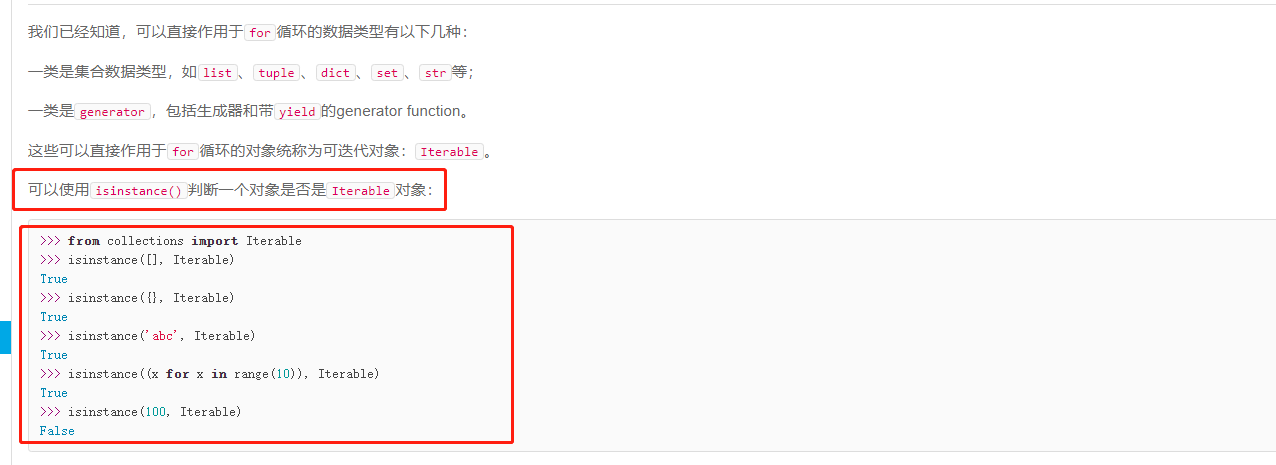 我们已经知道，可以直接作用于for循环的数据类型有以下几种：
一类是集合数据类型，如list、tuple、dict、set、str等；
一类是generator，包括生成器和带yield的generator function。
这些可以直接作用于for循环的对象统称为可迭代对象：Iterable。
可以使用isinstance()判断一个对象是否是Iterable对象：
>>> from collections import Iterable
>>> isinstance([], Iterable)
True
>>> isinstance({}, Iterable)
True
>>> isinstance('abc', Iterable)
True
>>> isinstance((x for x in range(10)), Iterable)
True
>>> isinstance(100, Iterable)
False